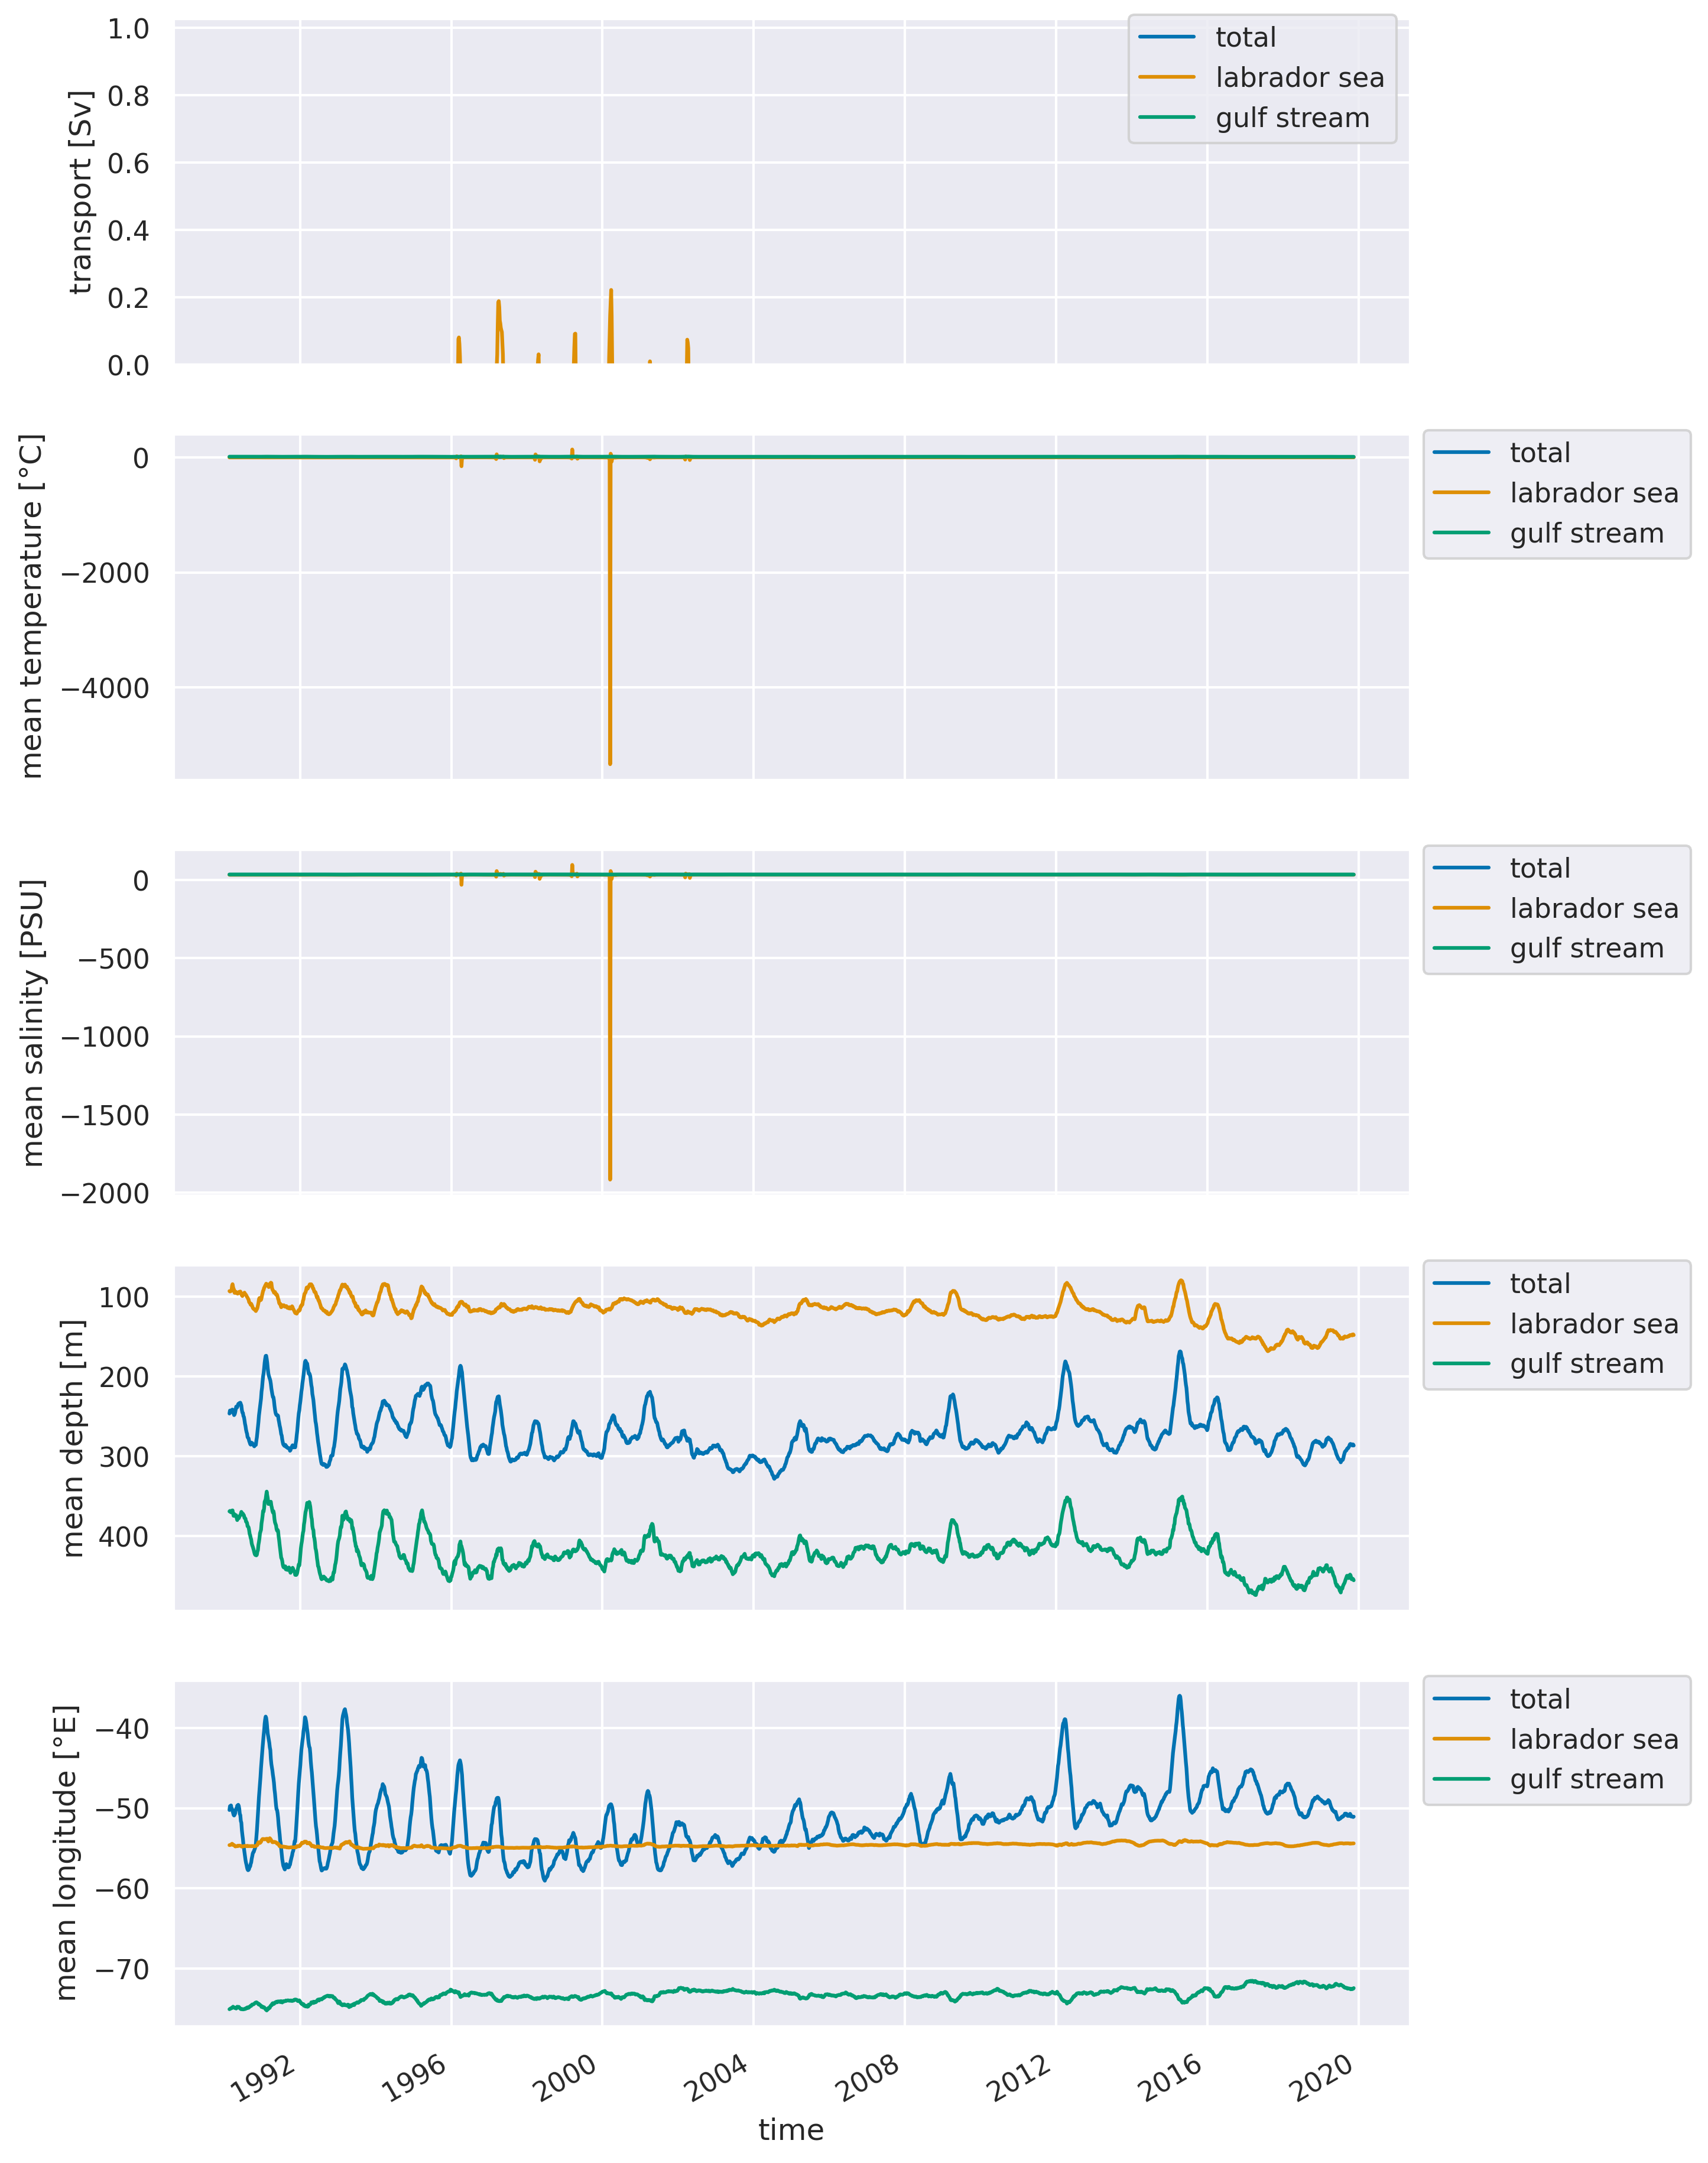 transport [Sv]
1.0
0.8
0.6
0.4
0.2
0.0
total
labrador sea
gulf stream
mean temperature [°C]
0
−2000
−4000
total
labrador sea
gulf stream
mean salinity [PSU]
0
−500
−1000
−1500
−2000
total
labrador sea
gulf stream
mean depth [m]
100
200
300
400
total
labrador sea
gulf stream
mean longitude [°E]
−40
−50
−60
−70
total
labrador sea
gulf stream
1992 1996 2000 2004 2008 2012 2016 2020
time